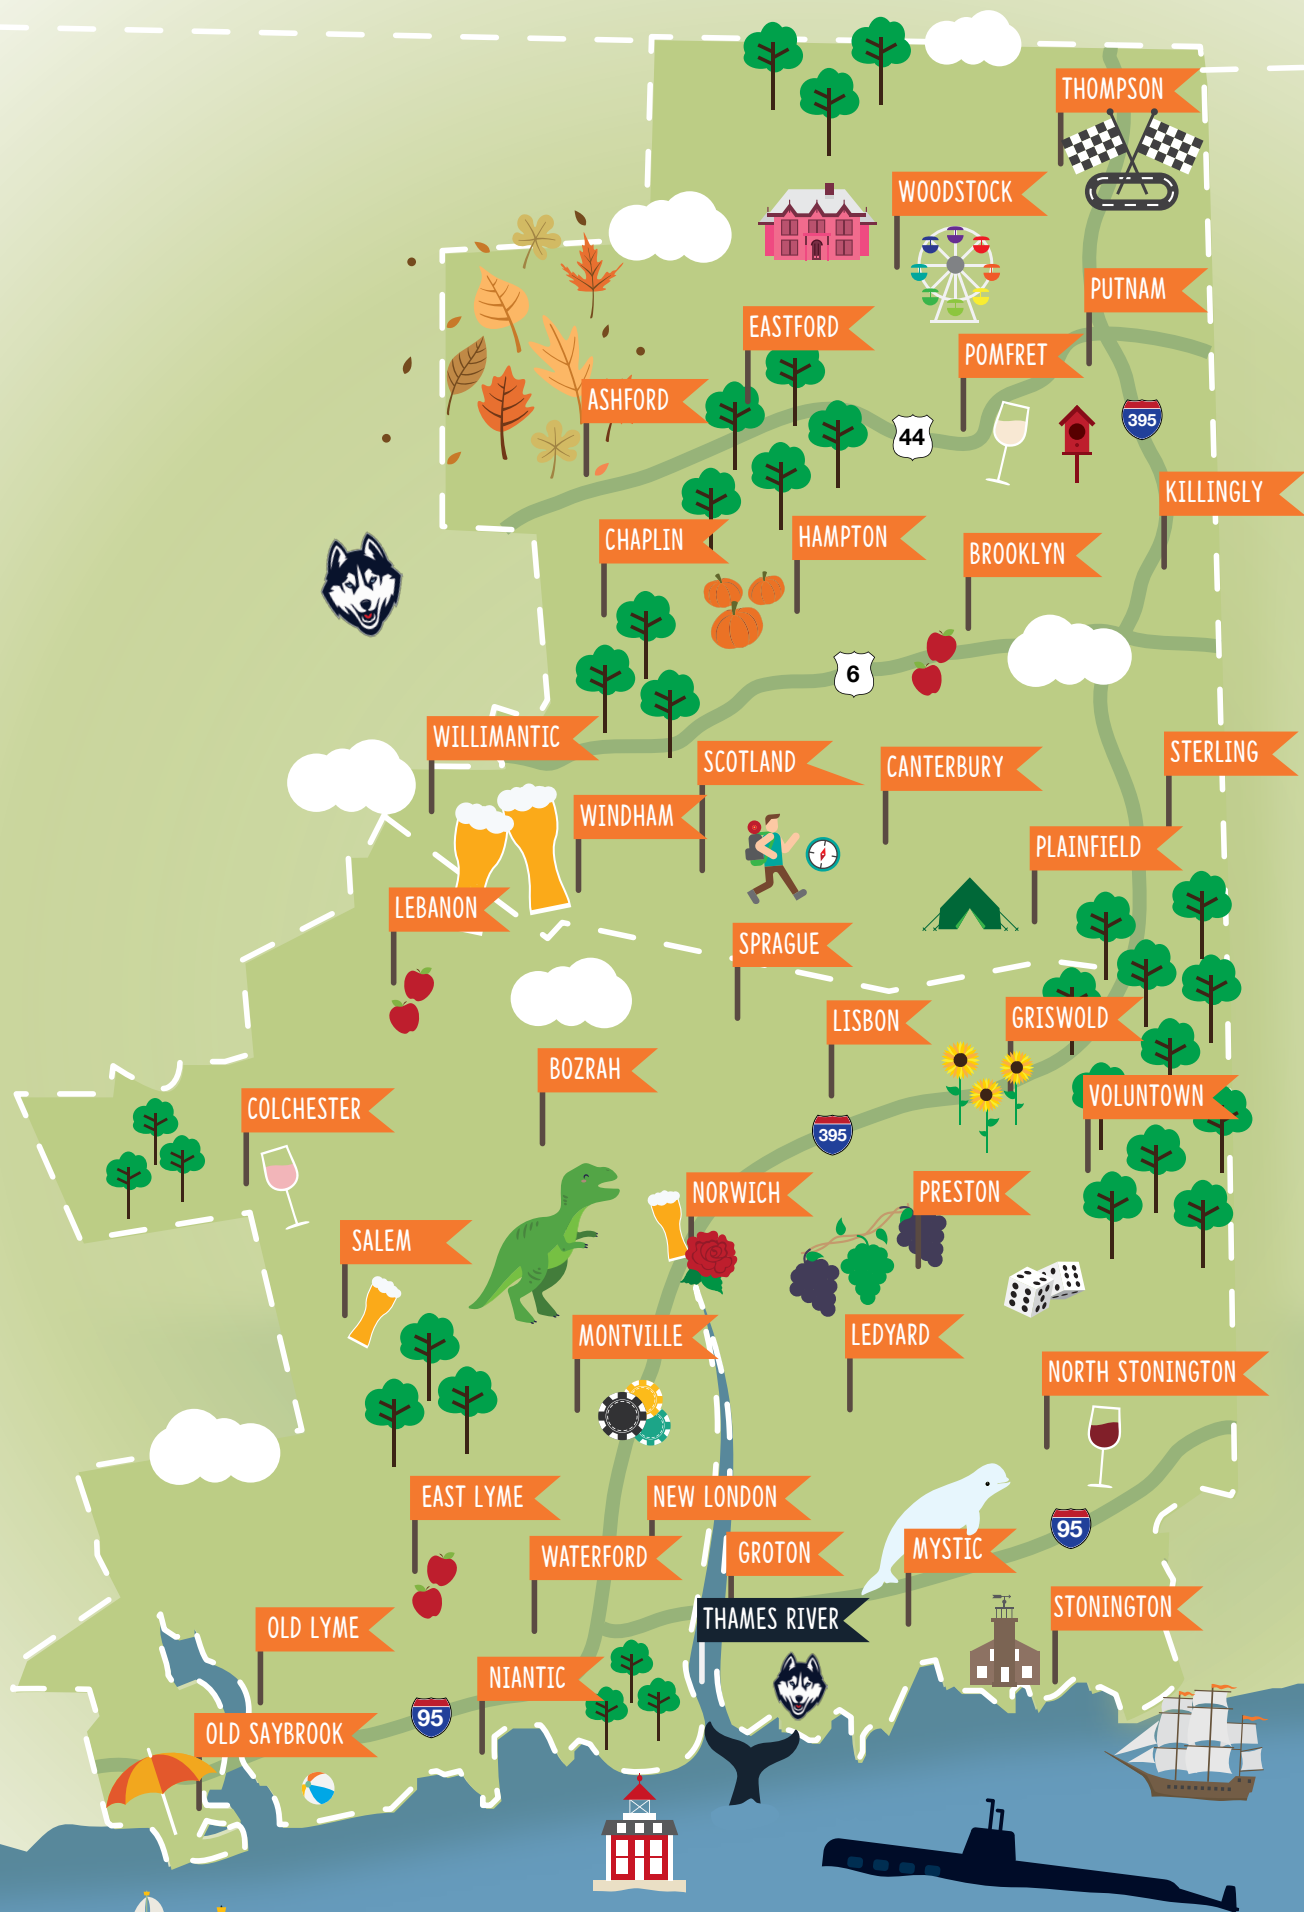 THOMPSON
WOODSTOCK
PUTNAM
EASTFORD
POMFRET
ASHFORD
395
44
KILLINGLY
CHAPLIN
HAMPTON
BROOKLYN
6
WILLIMANTIC
STERLING
SCOTLAND
CANTERBURY
WINDHAM
PLAINFIELD
LEBANON
SPRAGUE
LISBON
GRISWOLD
BOZRAH
VOLUNTOWN
COLCHESTER
395
NORWICH
PRESTON
SALEM
MONTVILLE
LEDYARD
NORTH STONINGTON
EAST LYME
NEW LONDON
95
WATERFORD
GROTON
MYSTIC
STONINGTON
THAMES RIVER
OLD LYME
NIANTIC
95
OLD SAYBROOK